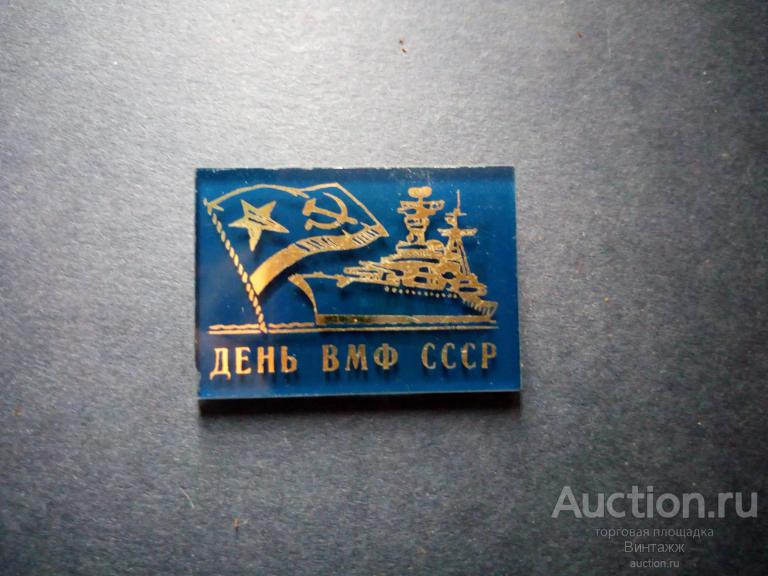 ДЕНЬ ВМФ СССР
Auction.ru
торговая площадка
Винтажж
auction.ru